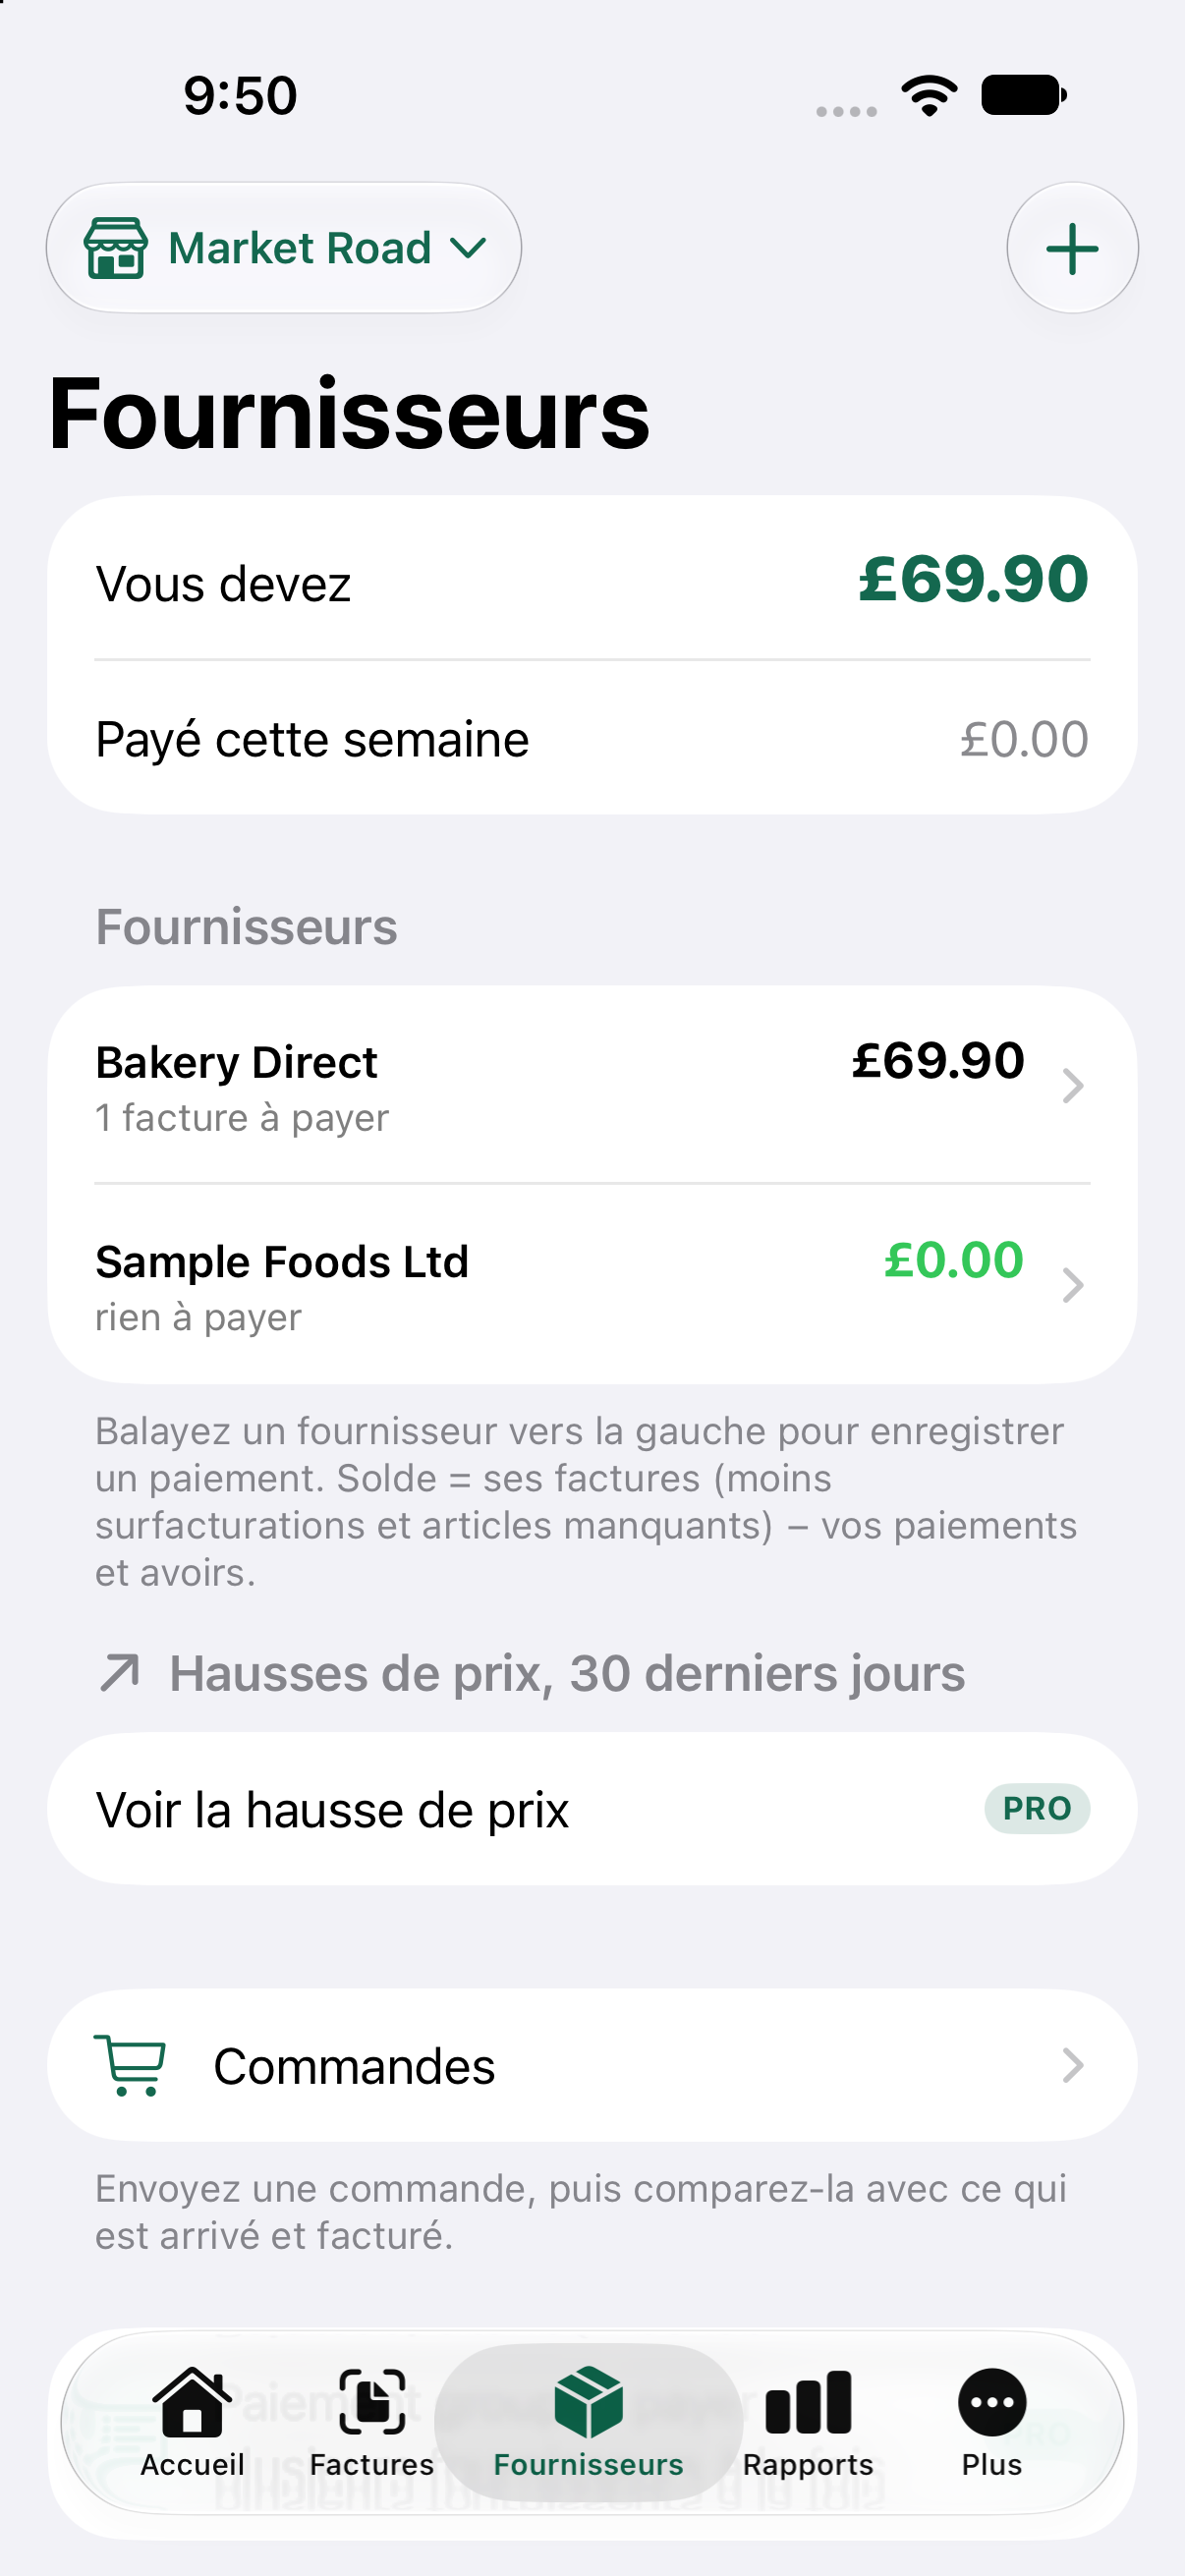 9:50
Market Road
Fournisseurs
Vous devez £69.90
Payé cette semaine £0.00
Fournisseurs
Bakery Direct £69.90
1 facture à payer
Sample Foods Ltd £0.00
rien à payer
Balayez un fournisseur vers la gauche pour enregistrer
un paiement. Solde = ses factures (moins
surfacturations et articles manquants) – vos paiements
et avoirs.
Hausses de prix, 30 derniers jours
Voir la hausse de prix PRO
Commandes
Envoyez une commande, puis comparez-la avec ce qui
est arrivé et facturé.
Accueil Factures Fournisseurs Rapports Plus